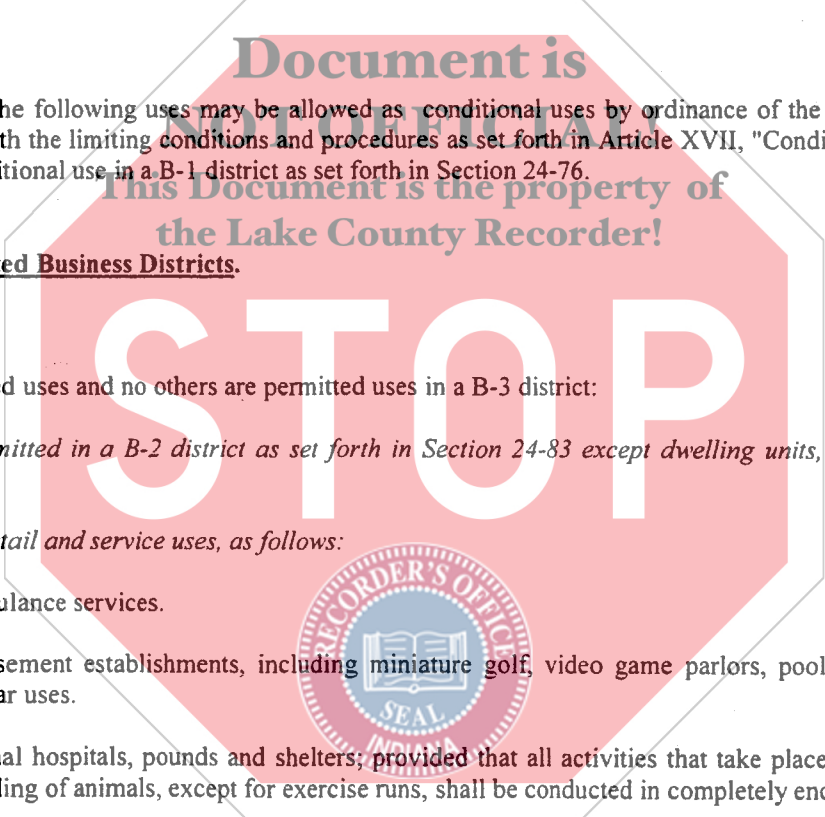 Document is
he following uses may be allowed as conditional uses by ordinance of the
NOT OFFICIAL!
th the limiting conditions and procedures as set forth in Article XVII, "Condi
itional use in a B-1 district as set forth in Section 24-76.
This Document is the property of
the Lake County Recorder!
ed Business Districts.
STOP
d uses and no others are permitted uses in a B-3 district:
mitted in a B-2 district as set forth in Section 24-83 except dwelling units,
tail and service uses, as follows:
RECORDER'S OFFICE
ulance services.
sement establishments, including miniature golf, video game parlors, pool
ar uses.
SEAL
INDIANA
al hospitals, pounds and shelters; provided that all activities that take place
ling of animals, except for exercise runs, shall be conducted in completely enc